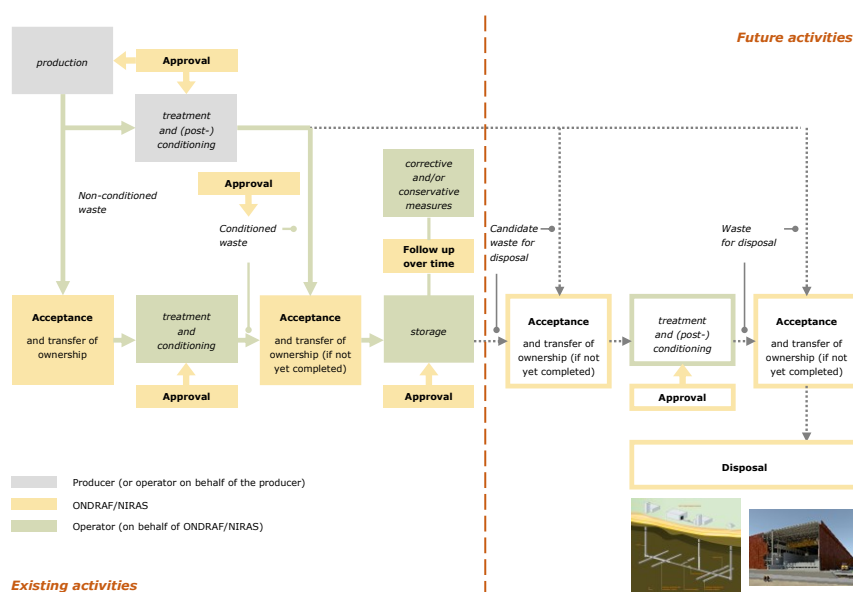 Future activities
production
Approval
treatment
and (post-)
conditioning
Non-conditioned
waste
Approval
Conditioned
waste
corrective
and/or
conservative
measures
Follow up
over time
Candidate
waste for
disposal
Waste
for disposal
Acceptance
and transfer of
ownership
treatment
and
conditioning
Approval
Acceptance
and transfer of
ownership (if not
yet completed)
storage
Approval
Acceptance
and transfer of
ownership (if not
yet completed)
treatment
and (post-)
conditioning
Approval
Acceptance
and transfer of
ownership (if not
yet completed)
Disposal
Producer (or operator on behalf of the producer)
ONDRAF/NIRAS
Operator (on behalf of ONDRAF/NIRAS)
Existing activities